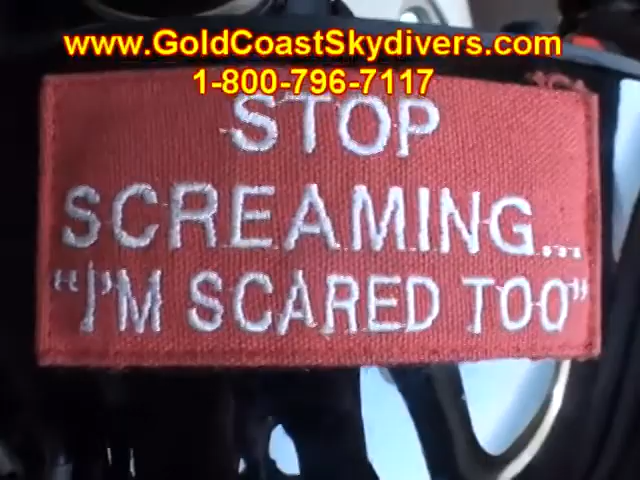 www.GoldCoastSkydivers.com
1-800-796-7117
STOP
SCREAMING...
"I'M SCARED TOO"